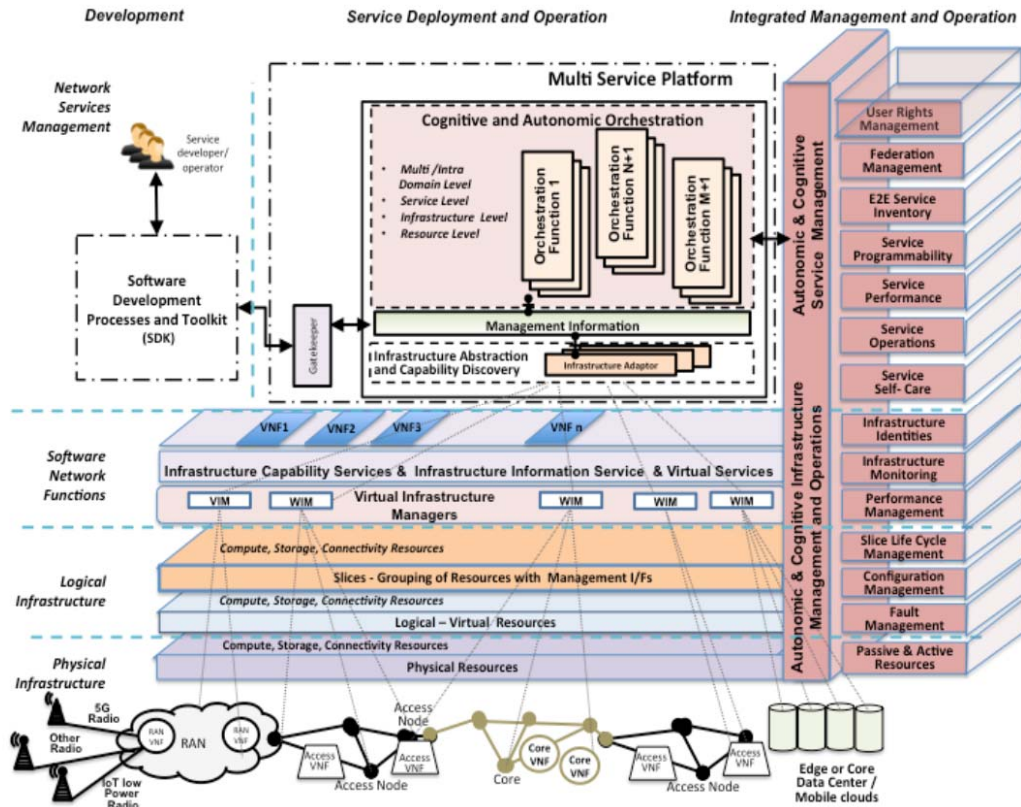 Development
Service Deployment and Operation
Integrated Management and Operation
Network
Services
Management
Service
developer/
operator
Software
Development
Processes and Toolkit
(SDK)
Gatekeeper
Multi Service Platform
Cognitive and Autonomic Orchestration
• Multi /Intra
Domain Level
• Service Level
• Infrastructure Level
• Resource Level
Orchestration
Function 1
Orchestration
Function N+1
Orchestration
Function M+1
Management Information
Infrastructure Abstraction
and Capability Discovery
Infrastructure Adaptor
Autonomic & Cognitive
Service Management
Autonomic & Cognitive Infrastructure
Management and Operations
User Rights
Management
Federation
Management
E2E Service
Inventory
Service
Programmability
Service
Performance
Service
Operations
Service
Self- Care
Infrastructure
Identities
Infrastructure
Monitoring
Performance
Management
Slice Life Cycle
Management
Configuration
Management
Fault
Management
Passive & Active
Resources
Software
Network
Functions
VNF1
VNF2
VNF3
VNF n
Infrastructure Capability Services & Infrastructure Information Service & Virtual Services
VIM
WIM
Virtual Infrastructure
Managers
WIM
WIM
WIM
Logical
Infrastructure
Compute, Storage, Connectivity Resources
Slices - Grouping of Resources with Management I/Fs
Compute, Storage, Connectivity Resources
Logical – Virtual Resources
Physical
Infrastructure
Compute, Storage, Connectivity Resources
Physical Resources
5G
Radio
Other
Radio
IoT low
Power
Radio
RAN
VNF
RAN
RAN
VNF
Access
VNF
Access
Node
Access
VNF
Access Node
Core
Core
VNF
Core
VNF
Access
VNF
Access
VNF
Access Node
Edge or Core
Data Center /
Mobile clouds